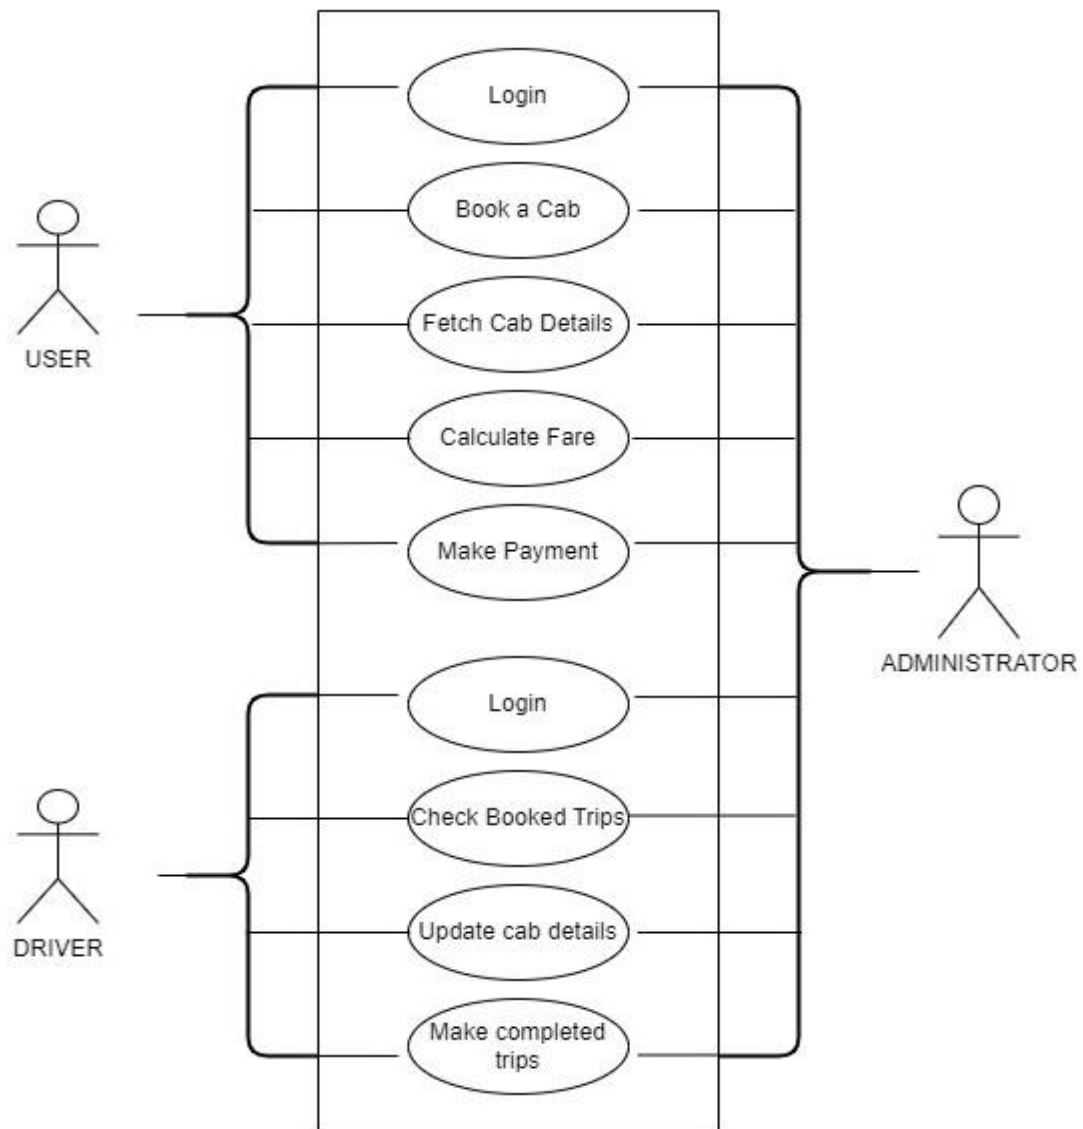 Login
Book a Cab
Fetch Cab Details
USER
Calculate Fare
Make Payment
ADMINISTRATOR
Login
Check Booked Trips
Update cab details
DRIVER
Make completed
trips